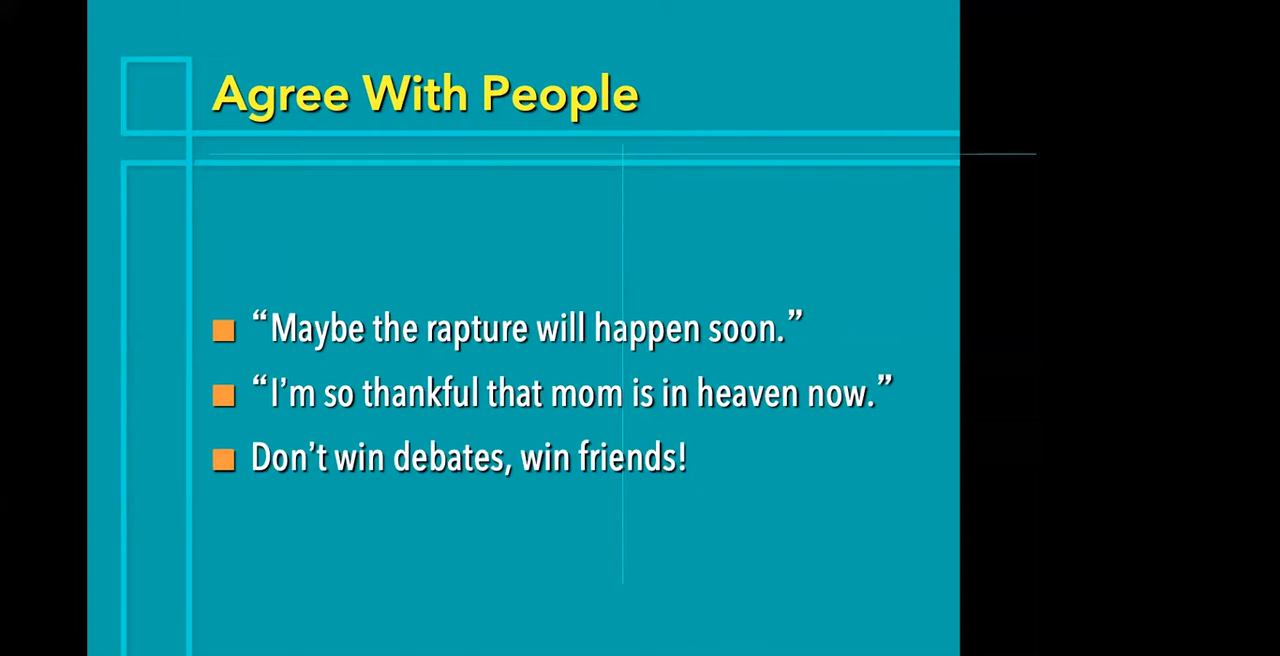 Agree With People
“Maybe the rapture will happen soon.”
“I’m so thankful that mom is in heaven now.”
Don’t win debates, win friends!